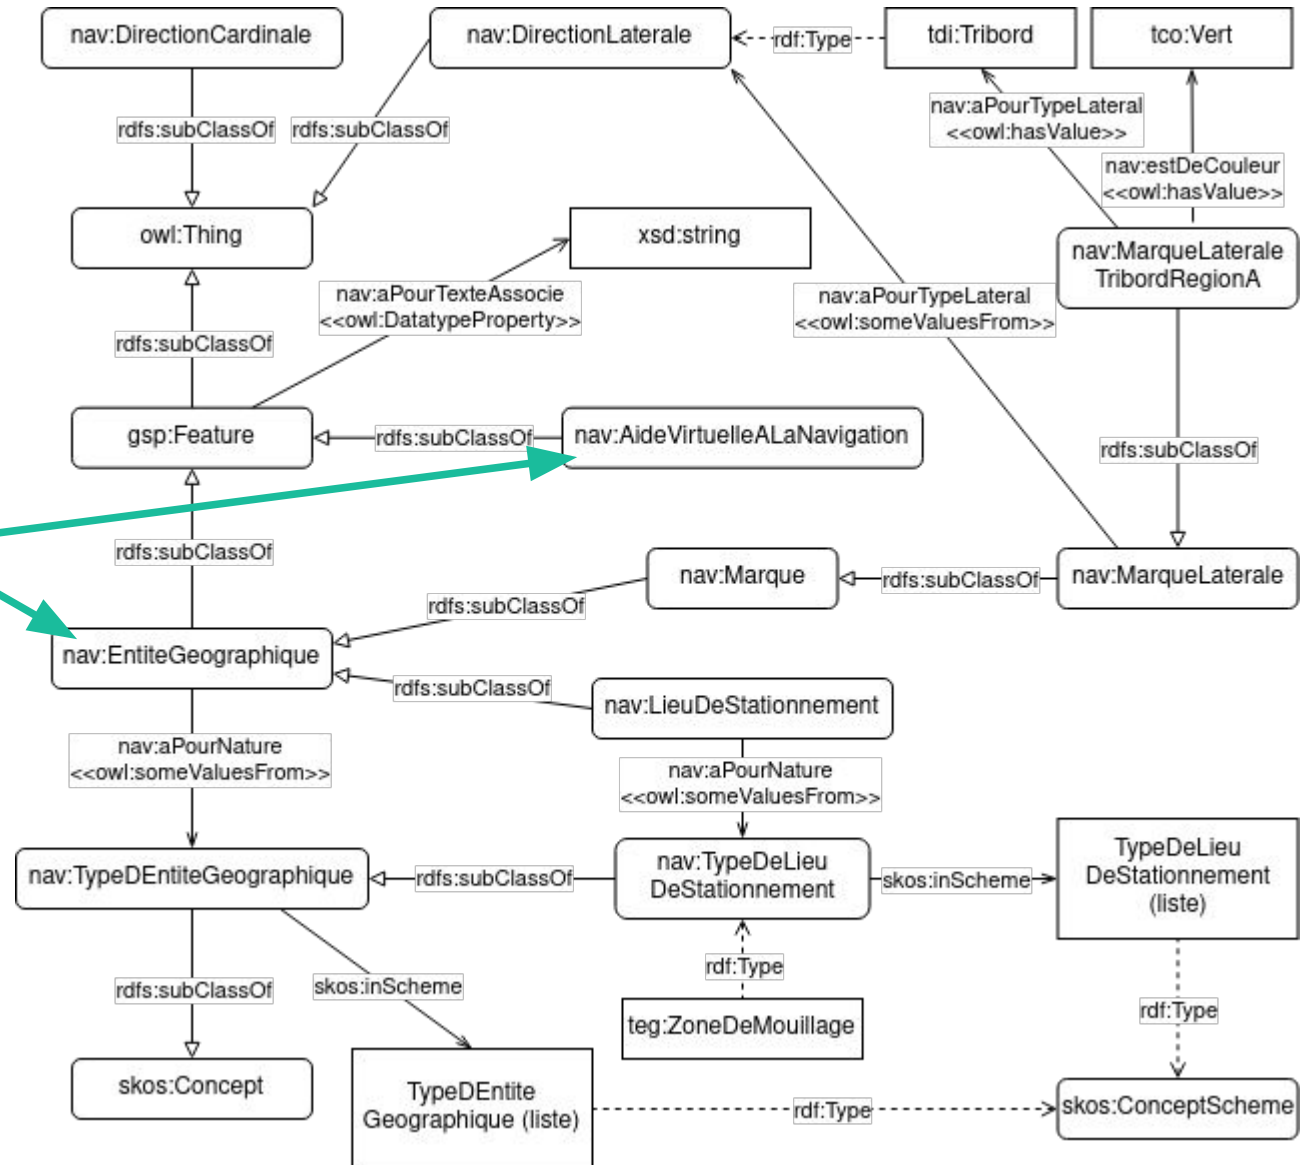 nav:DirectionCardinale
nav:DirectionLaterale
rdf:Type
tdi:Tribord
tco:Vert
rdfs:subClassOf
rdfs:subClassOf
nav:aPourTypeLateral
<<owl:hasValue>>
nav:estDeCouleur
<<owl:hasValue>>
owl:Thing
xsd:string
nav:MarqueLaterale
TribordRegionA
nav:aPourTexteAssocie
<<owl:DatatypeProperty>>
nav:aPourTypeLateral
<<owl:someValuesFrom>>
rdfs:subClassOf
gsp:Feature
rdfs:subClassOf
nav:AideVirtuelleALaNavigation
rdfs:subClassOf
rdfs:subClassOf
nav:Marque
rdfs:subClassOf
nav:MarqueLaterale
rdfs:subClassOf
nav:EntiteGeographique
rdfs:subClassOf
nav:LieuDeStationnement
nav:aPourNature
<<owl:someValuesFrom>>
nav:aPourNature
<<owl:someValuesFrom>>
nav:TypeDEntiteGeographique
rdfs:subClassOf
nav:TypeDeLieu
DeStationnement
skos:inScheme
TypeDeLieu
DeStationnement
(liste)
rdfs:subClassOf
skos:inScheme
rdf:Type
teg:ZoneDeMouillage
rdf:Type
skos:Concept
TypeDEntite
Geographique (liste)
rdf:Type
skos:ConceptScheme